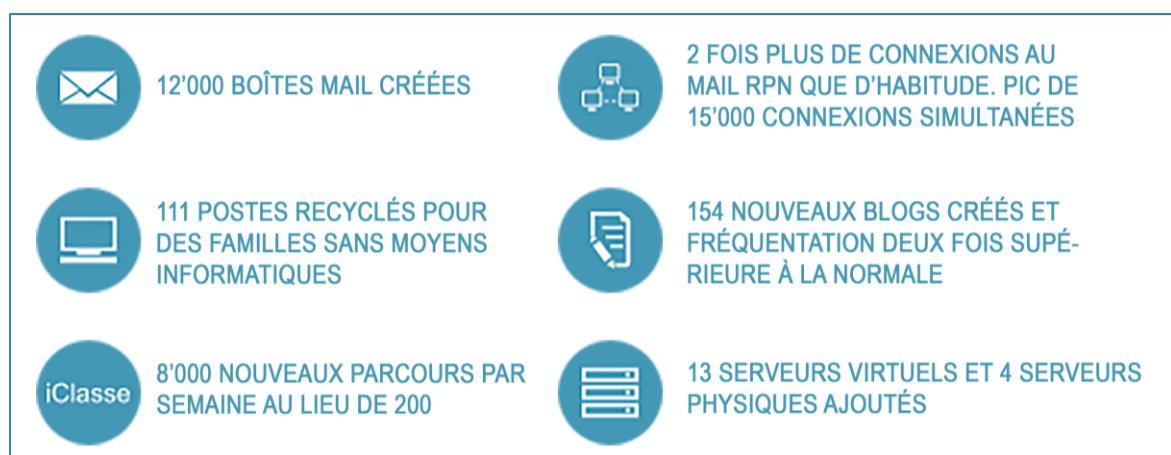 12’000 BOÎTES MAIL CRÉÉES
2 FOIS PLUS DE CONNEXIONS AU
MAIL RPN QUE D’HABITUDE. PIC DE
15’000 CONNEXIONS SIMULTANÉES
111 POSTES RECYCLÉS POUR
DES FAMILLES SANS MOYENS
INFORMATIQUES
154 NOUVEAUX BLOGS CRÉÉS ET
FRÉQUENTATION DEUX FOIS SUPÉ-
RIEURE À LA NORMALE
iClasse
8’000 NOUVEAUX PARCOURS PAR
SEMAINE AU LIEU DE 200
13 SERVEURS VIRTUELS ET 4 SERVEURS
PHYSIQUES AJOUTÉS